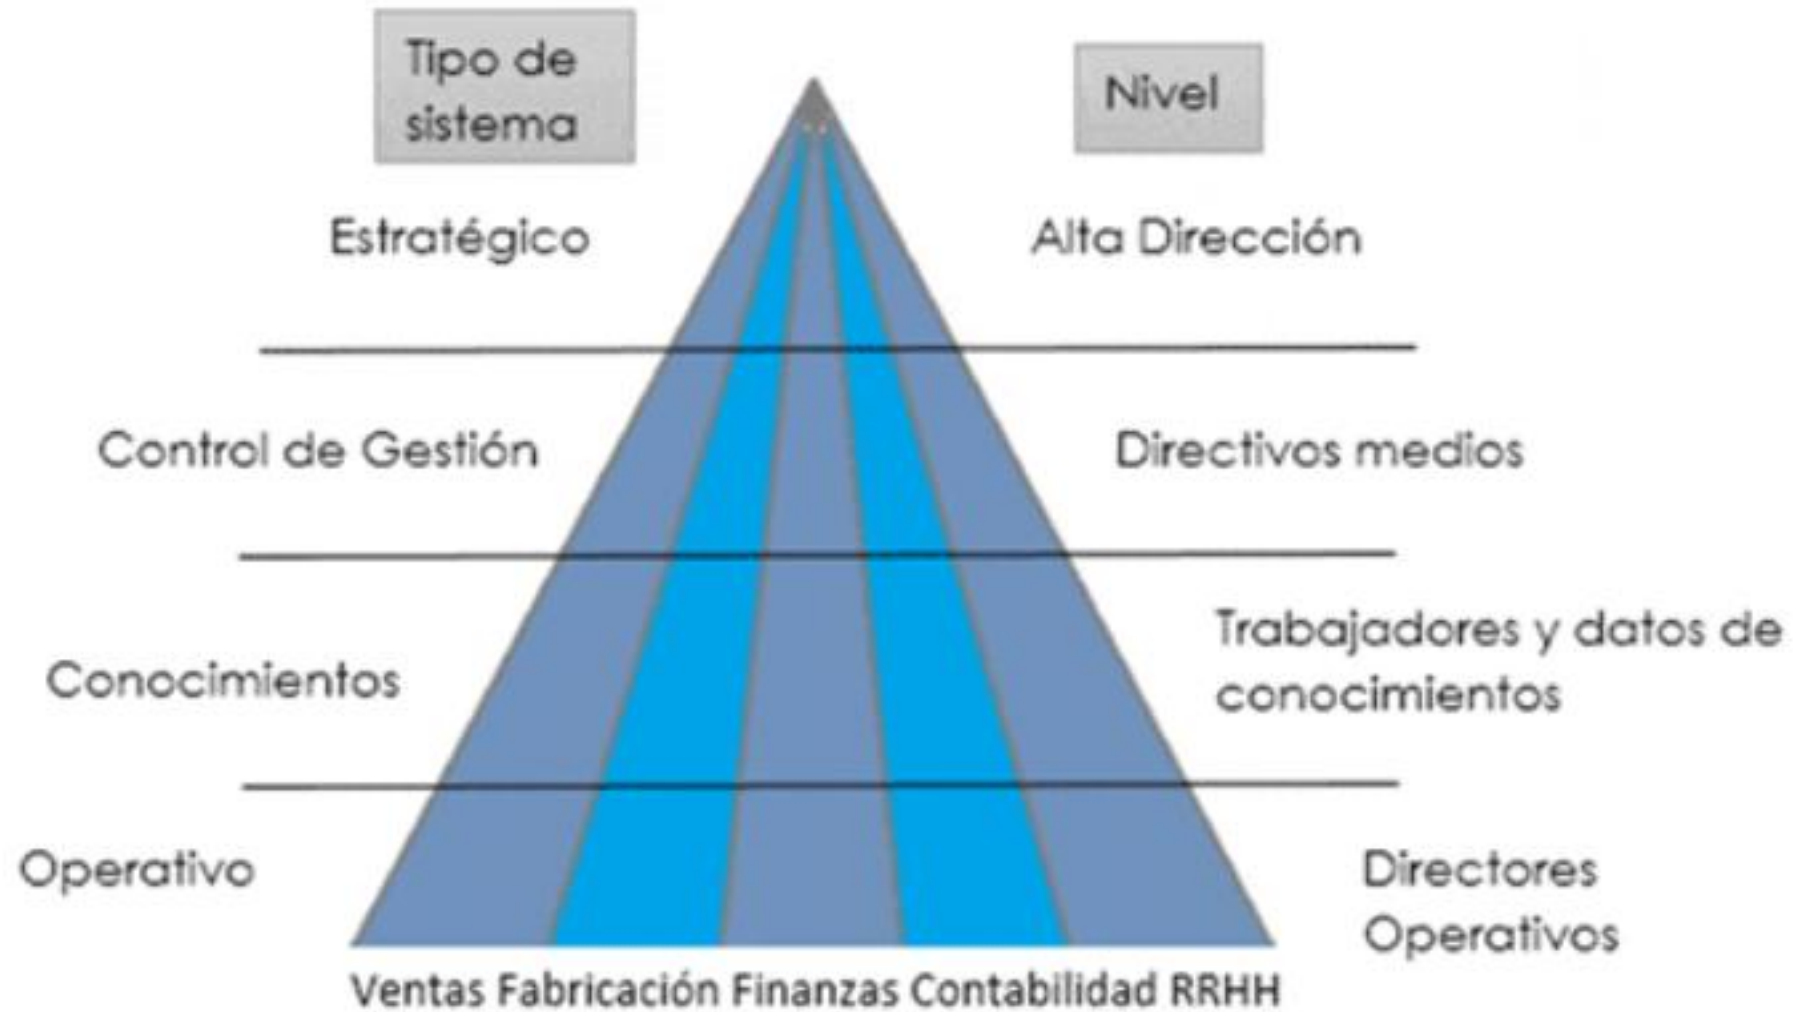 Tipo de
sistema
Nivel
Estratégico
Alta Dirección
Control de Gestión
Directivos medios
Conocimientos
Trabajadores y datos de
conocimientos
Operativo
Directores
Operativos
Ventas Fabricación Finanzas Contabilidad RRHH